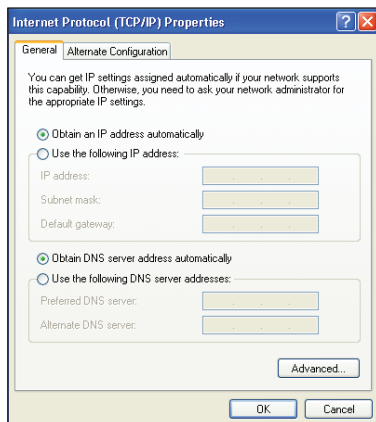 Internet Protocol (TCP/IP) Properties
General
Alternate Configuration
You can get IP settings assigned automatically if your network supports
this capability. Otherwise, you need to ask your network administrator for
the appropriate IP settings.
Obtain an IP address automatically
Use the following IP address:
IP address:
Subnet mask:
Default gateway:
Obtain DNS server address automatically
Use the following DNS server addresses:
Preferred DNS server:
Alternate DNS server:
Advanced...
OK
Cancel